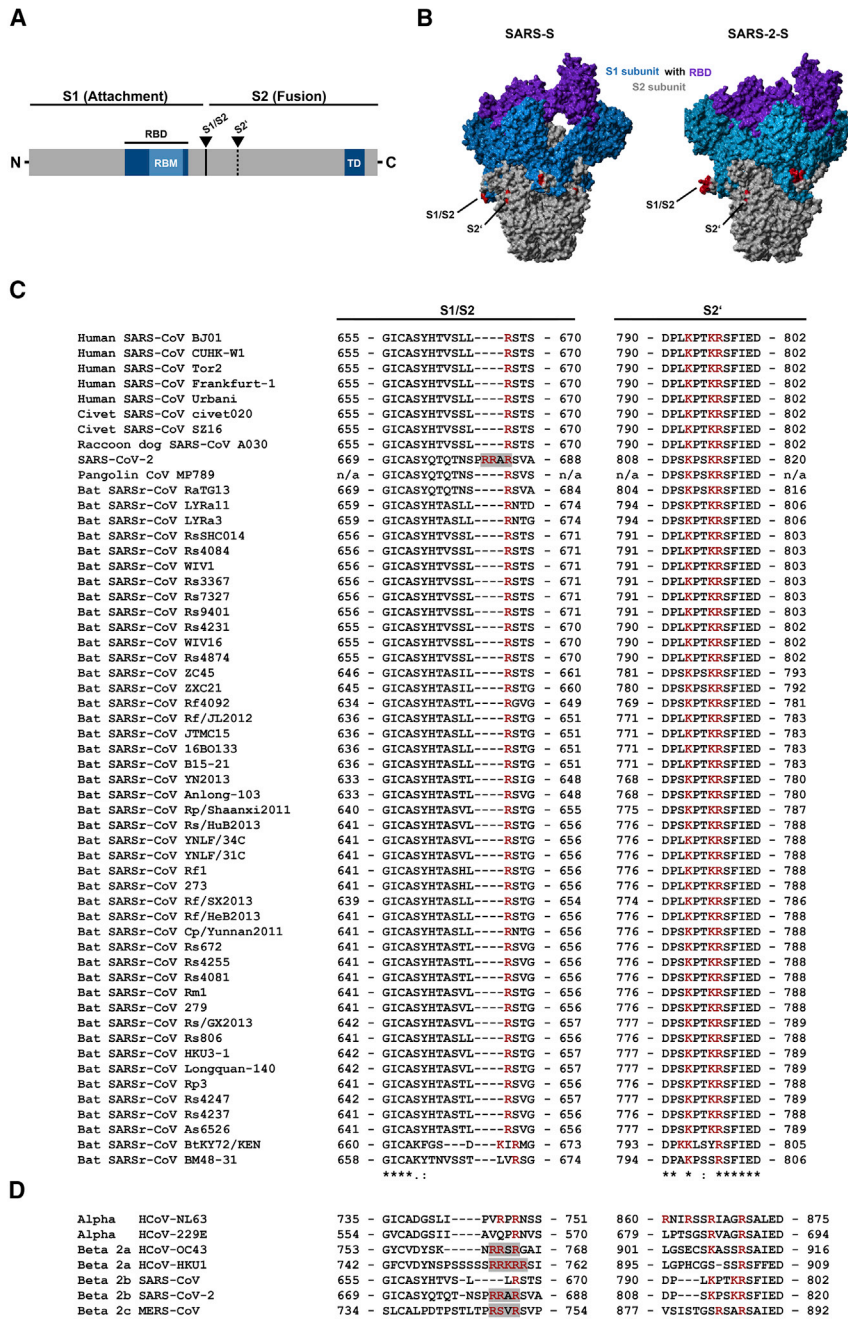 A
S1 (Attachment) S2 (Fusion)
RBD S1/S2 S2‘
N RBM TD C
B
SARS-S SARS-2-S
S1 subunit with RBD
S2 subunit
S1/S2 S2‘
S1/S2 S2‘
C
S1/S2 S2‘
Human SARS-CoV BJ01 655 - GICASYHTVSLL----RSTS - 670 790 - DPLKPTKRSFIED - 802
Human SARS-CoV CUHK-W1 655 - GICASYHTVSLL----RSTS - 670 790 - DPLKPTKRSFIED - 802
Human SARS-CoV Tor2 655 - GICASYHTVSLL----RSTS - 670 790 - DPLKPTKRSFIED - 802
Human SARS-CoV Frankfurt-1 655 - GICASYHTVSLL----RSTS - 670 790 - DPLKPTKRSFIED - 802
Human SARS-CoV Urbani 655 - GICASYHTVSLL----RSTS - 670 790 - DPLKPTKRSFIED - 802
Civet SARS-CoV civet020 655 - GICASYHTVSLL----RSTS - 670 790 - DPLKPTKRSFIED - 802
Civet SARS-CoV SZ16 655 - GICASYHTVSLL----RSTS - 670 790 - DPLKPTKRSFIED - 802
Raccoon dog SARS-CoV A030 655 - GICASYHTVSLL----RSTS - 670 790 - DPLKPTKRSFIED - 802
SARS-CoV-2 669 - GICASYQTQTNSPRRARSVA - 688 808 - DPSKPSKRSFIED - 820
Pangolin CoV MP789 n/a - GICASYQTQTNS----RSVS - n/a n/a - DPSKPSKRSFIED - n/a
Bat SARSr-CoV RaTG13 669 - GICASYQTQTNS----RSVA - 684 804 - DPSKPSKRSFIED - 816
Bat SARSr-CoV LYRa11 659 - GICASYHTASLL----RNTD - 674 794 - DPSKPTKRSFIED - 806
Bat SARSr-CoV LYRa3 659 - GICASYHTASLL----RNTG - 674 794 - DPSKPTKRSFIED - 806
Bat SARSr-CoV RsSHC014 656 - GICASYHTVSSL----RSTS - 671 791 - DPLKPTKRSFIED - 803
Bat SARSr-CoV Rs4084 656 - GICASYHTVSSL----RSTS - 671 791 - DPLKPTKRSFIED - 803
Bat SARSr-CoV WIV1 656 - GICASYHTVSSL----RSTS - 671 791 - DPLKPTKRSFIED - 803
Bat SARSr-CoV Rs3367 656 - GICASYHTVSSL----RSTS - 671 791 - DPLKPTKRSFIED - 803
Bat SARSr-CoV Rs7327 656 - GICASYHTVSSL----RSTS - 671 791 - DPLKPTKRSFIED - 803
Bat SARSr-CoV Rs9401 656 - GICASYHTVSSL----RSTS - 671 791 - DPLKPTKRSFIED - 803
Bat SARSr-CoV Rs4231 655 - GICASYHTVSSL----RSTS - 670 790 - DPLKPTKRSFIED - 802
Bat SARSr-CoV WIV16 655 - GICASYHTVSSL----RSTS - 670 790 - DPLKPTKRSFIED - 802
Bat SARSr-CoV Rs4874 655 - GICASYHTVSSL----RSTS - 670 790 - DPLKPTKRSFIED - 802
Bat SARSr-CoV ZC45 646 - GICASYHTASIL----RSTS - 661 781 - DPSKPSKRSFIED - 793
Bat SARSr-CoV ZXC21 645 - GICASYHTASIL----RSTG - 660 780 - DPSKPSKRSFIED - 792
Bat SARSr-CoV Rf4092 634 - GICASYHTASTL----RGVG - 649 769 - DPSKPTKRSFIED - 781
Bat SARSr-CoV Rf/JL2012 636 - GICASYHTASLL----RSTG - 651 771 - DPLKPTKRSFIED - 783
Bat SARSr-CoV JTMC15 636 - GICASYHTASLL----RSTG - 651 771 - DPLKPTKRSFIED - 783
Bat SARSr-CoV 16BO133 636 - GICASYHTASLL----RSTG - 651 771 - DPLKPTKRSFIED - 783
Bat SARSr-CoV B15-21 636 - GICASYHTASLL----RSTG - 651 771 - DPLKPTKRSFIED - 783
Bat SARSr-CoV YN2013 633 - GICASYHTASTL----RSIG - 648 768 - DPSKPTKRSFIED - 780
Bat SARSr-CoV Anlong-103 633 - GICASYHTASTL----RSVG - 648 768 - DPSKPTKRSFIED - 780
Bat SARSr-CoV Rp/Shaanxi2011 640 - GICASYHTASVL----RSTG - 655 775 - DPLKPTKRSFIED - 787
Bat SARSr-CoV Rs/HuB2013 641 - GICASYHTASVL----RSTG - 656 776 - DPSKPTKRSFIED - 788
Bat SARSr-CoV YNLF/34C 641 - GICASYHTASVL----RSTG - 656 776 - DPSKPTKRSFIED - 788
Bat SARSr-CoV YNLF/31C 641 - GICASYHTASVL----RSTG - 656 776 - DPSKPTKRSFIED - 788
Bat SARSr-CoV Rf1 641 - GICASYHTASHL----RSTG - 656 776 - DPLKPTKRSFIED - 788
Bat SARSr-CoV 273 641 - GICASYHTASHL----RSTG - 656 776 - DPLKPTKRSFIED - 788
Bat SARSr-CoV Rf/SX2013 639 - GICASYHTASLL----RSTG - 654 774 - DPLKPTKRSFIED - 786
Bat SARSr-CoV Rf/HeB2013 641 - GICASYHTASLL----RSTG - 656 776 - DPLKPTKRSFIED - 788
Bat SARSr-CoV Cp/Yunnan2011 641 - GICASYHTASLL----RNTG - 656 776 - DPSKPTKRSFIED - 788
Bat SARSr-CoV Rs672 641 - GICASYHTASTL----RSVG - 656 776 - DPSKPTKRSFIED - 788
Bat SARSr-CoV Rs4255 641 - GICASYHTASTL----RSVG - 656 776 - DPSKPTKRSFIED - 788
Bat SARSr-CoV Rs4081 641 - GICASYHTASTL----RSVG - 656 776 - DPSKPTKRSFIED - 788
Bat SARSr-CoV Rm1 641 - GICASYHTASVL----RSTG - 656 776 - DPSKPTKRSFIED - 788
Bat SARSr-CoV 279 641 - GICASYHTASVL----RSTG - 656 776 - DPSKPTKRSFIED - 788
Bat SARSr-CoV Rs/GX2013 642 - GICASYHTASVL----RSTG - 657 777 - DPSKPTKRSFIED - 789
Bat SARSr-CoV Rs806 642 - GICASYHTASLL----RSTG - 657 777 - DPSKPTKRSFIED - 789
Bat SARSr-CoV HKU3-1 642 - GICASYHTASVL----RSTG - 657 777 - DPSKPTKRSFIED - 789
Bat SARSr-CoV Longquan-140 642 - GICASYHTASVL----RSTG - 657 777 - DPSKPTKRSFIED - 789
Bat SARSr-CoV Rp3 641 - GICASYHTASTL----RSVG - 656 776 - DPSKPTKRSFIED - 788
Bat SARSr-CoV Rs4247 642 - GICASYHTASTL----RSVG - 657 777 - DPSKPTKRSFIED - 789
Bat SARSr-CoV Rs4237 641 - GICASYHTASTL----RSVG - 656 776 - DPSKPTKRSFIED - 788
Bat SARSr-CoV As6526 642 - GICASYHTASTL----RSVG - 657 777 - DPSKPTKRSFIED - 789
Bat SARSr-CoV BtKY72/KEN 660 - GICAKFGS---D----KIRMG - 673 793 - DPKKLSYRSFIED - 805
Bat SARSr-CoV BM48-31 658 - GICAKYTNVSST---LVRSG - 674 794 - DPAKPSSRSFIED - 806
****.: ** * : ******
D
Alpha HCoV-NL63 735 - GICADGSLI----PVRPRNSS - 751 860 - RNIRSSRIAGRSALED - 875
Alpha HCoV-229E 554 - GVCAVDGSII----AVQPRNVS - 570 679 - LPTSGSRVAGRSAIED - 694
Beta 2a HCoV-OC43 753 - GYCVDYSK-----NRRSRGAI - 768 901 - LGSECSKASSRSAIED - 916
Beta 2a HCoV-HKU1 742 - GFCVDYNSPSSSSSRRKRRSI - 762 895 - LGPHCGS-SSRSFFED - 909
Beta 2b SARS-CoV 655 - GICASYHTVSL----LRSTS - 670 790 - DP---LKPTKRSFIED - 802
Beta 2b SARS-CoV-2 669 - GICASYQTQT-NSPRRARSVA - 688 808 - DP---SKPSKRSFIED - 820
Beta 2c MERS-CoV 734 - SLCALPDTPSTLTPRSVRSVP - 754 877 - VSISTGSRSARSAIED - 892